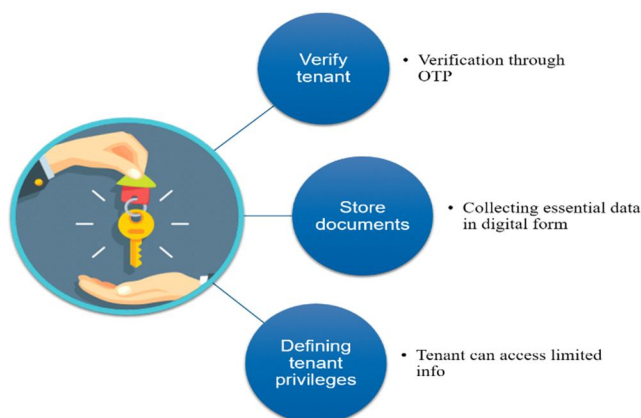 Verify
tenant
• Verification through
OTP
Store
documents
• Collecting essential data
in digital form
Defining
tenant
privileges
• Tenant can access limited
info